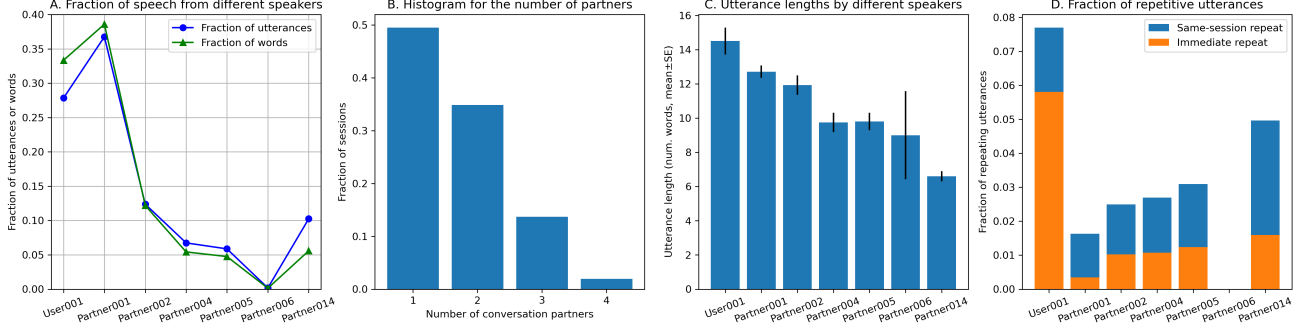 A. Fraction of speech from different speakers
Fraction of utterances or words
0.40
0.35
0.30
0.25
0.20
0.15
0.10
0.05
0.00
Fraction of utterances
Fraction of words
User001
Partner001
Partner002
Partner004
Partner005
Partner006
Partner014
B. Histogram for the number of partners
Fraction of sessions
0.5
0.4
0.3
0.2
0.1
0.0
1
2
3
4
Number of conversation partners
C. Utterance lengths by different speakers
Utterance length (num. words, mean±SE)
16
14
12
10
8
6
4
2
0
User001
Partner001
Partner002
Partner004
Partner005
Partner006
Partner014
D. Fraction of repetitive utterances
Fraction of repeating utterances
0.08
0.07
0.06
0.05
0.04
0.03
0.02
0.01
0.00
Same-session repeat
Immediate repeat
User001
Partner001
Partner002
Partner004
Partner005
Partner006
Partner014